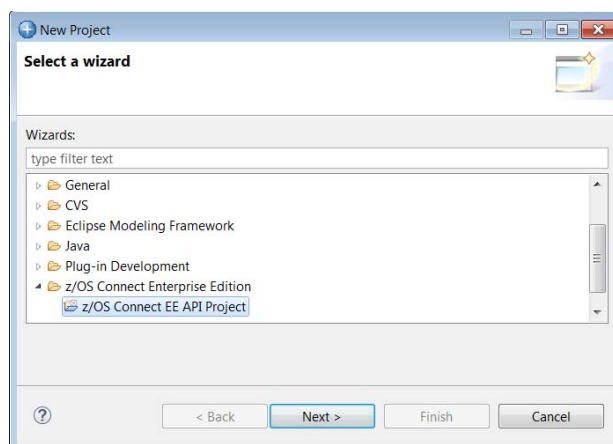 New Project
Select a wizard
Wizards:
type filter text
General
CVS
Eclipse Modeling Framework
Java
Plug-in Development
z/OS Connect Enterprise Edition
z/OS Connect EE API Project
?
< Back Next > Finish Cancel